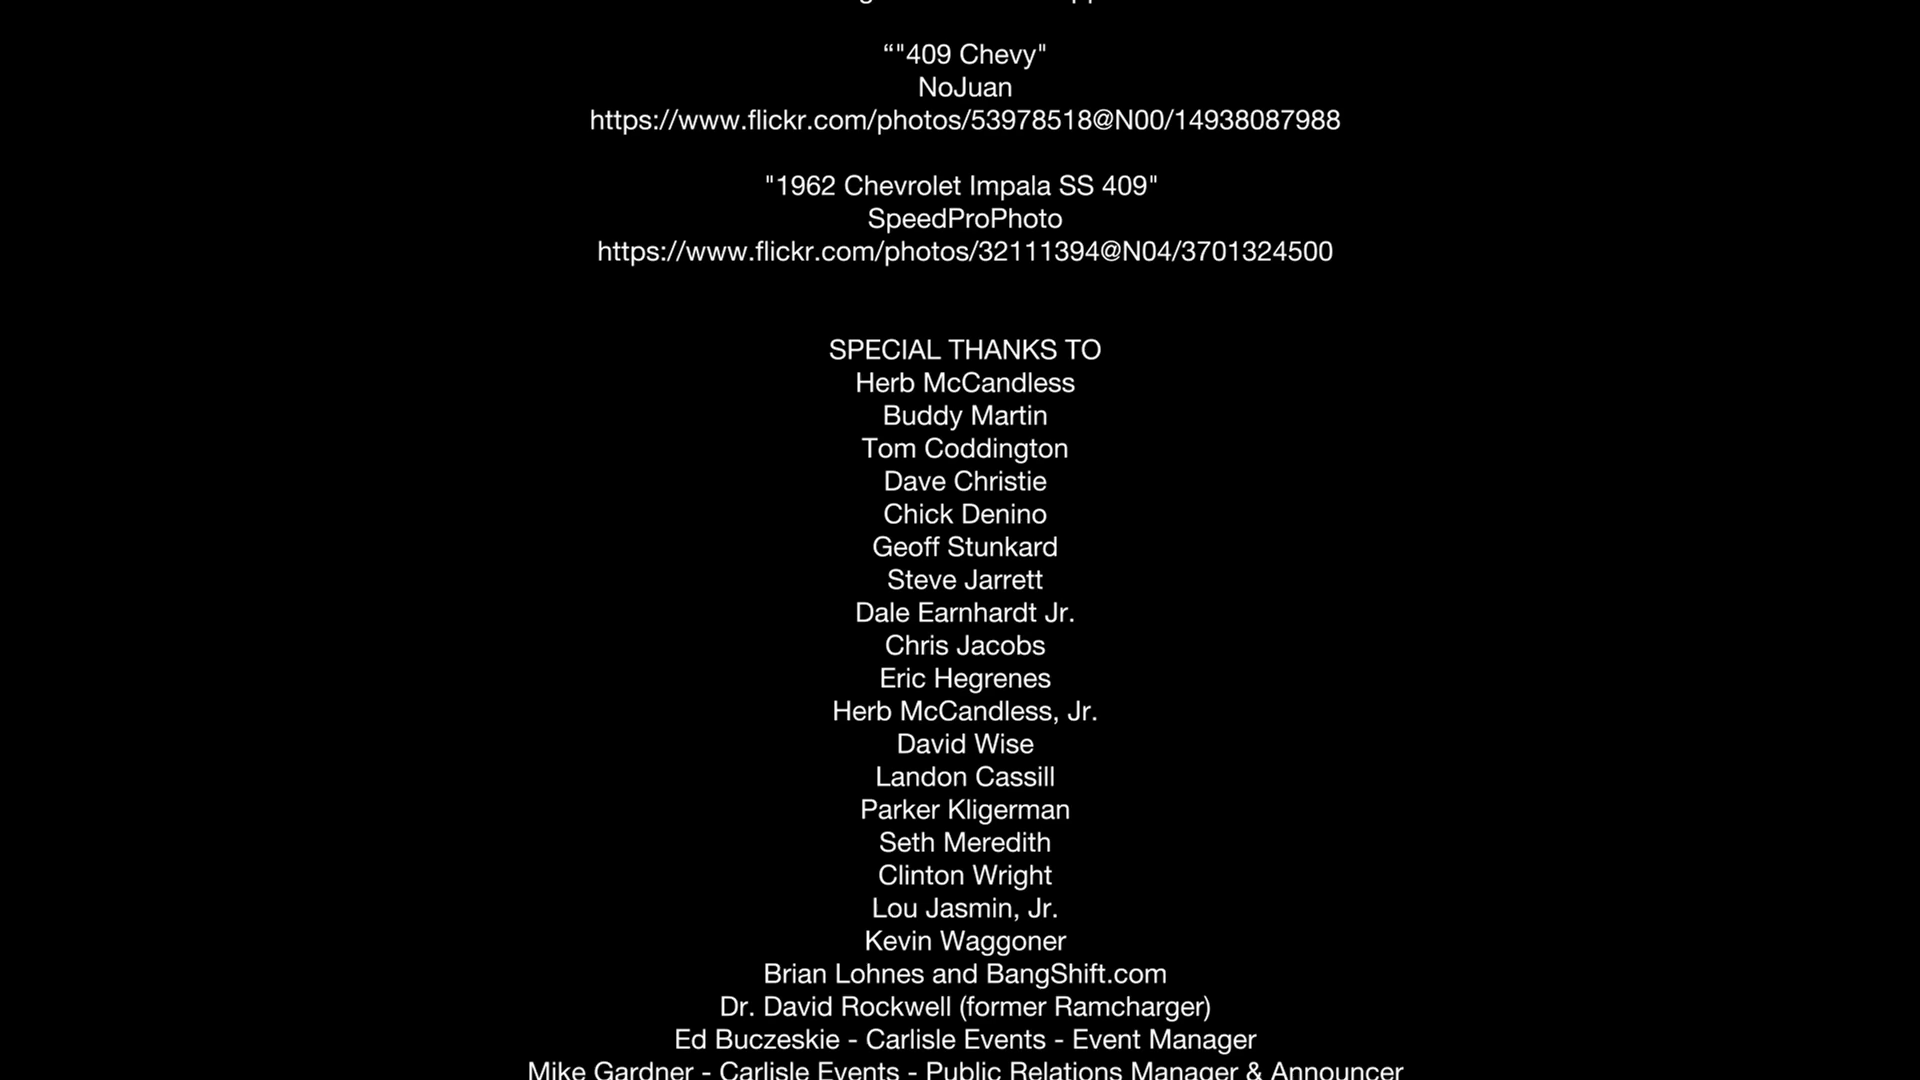 “"409 Chevy"
NoJuan
https://www.flickr.com/photos/53978518@N00/14938087988
"1962 Chevrolet Impala SS 409"
SpeedProPhoto
https://www.flickr.com/photos/32111394@N04/3701324500
SPECIAL THANKS TO
Herb McCandless
Buddy Martin
Tom Coddington
Dave Christie
Chick Denino
Geoff Stunkard
Steve Jarrett
Dale Earnhardt Jr.
Chris Jacobs
Eric Hegrenes
Herb McCandless, Jr.
David Wise
Landon Cassill
Parker Kligerman
Seth Meredith
Clinton Wright
Lou Jasmin, Jr.
Kevin Waggoner
Brian Lohnes and BangShift.com
Dr. David Rockwell (former Ramcharger)
Ed Buczeskie - Carlisle Events - Event Manager
Mike Gardner - Carlisle Events - Public Relations Manager & Announcer